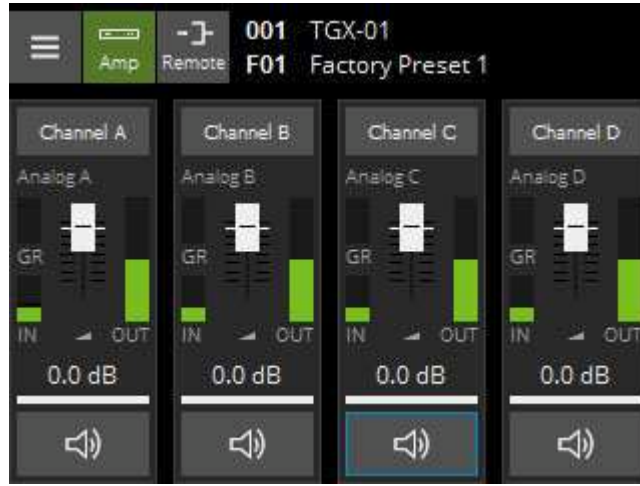 Amp
Remote
001 TGX-01
F01 Factory Preset 1
Channel A Channel B Channel C Channel D
Analog A Analog B Analog C Analog D
GR GR GR GR
IN OUT IN OUT IN OUT IN OUT
0.0 dB 0.0 dB 0.0 dB 0.0 dB